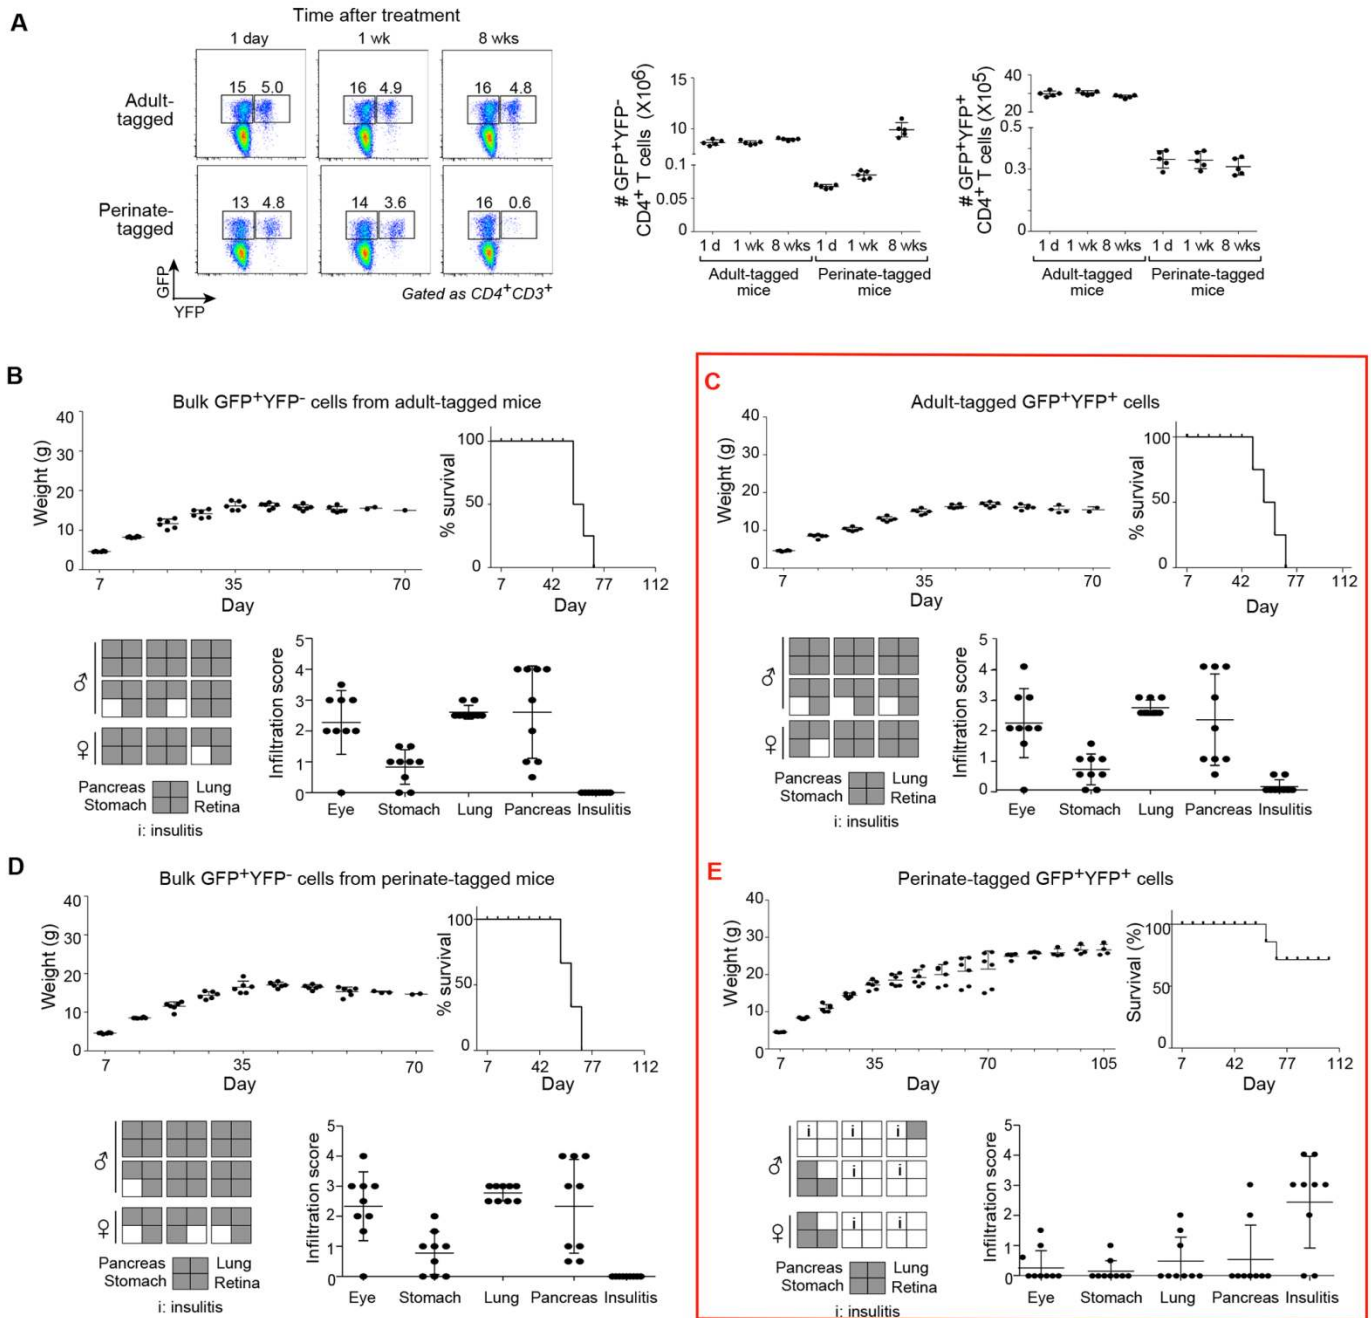 A
Time after treatment
1 day 1 wk 8 wks
Adult-
tagged
15 5.0 16 4.9 16 4.8
Perinate-
tagged
13 4.8 14 3.6 16 0.6
GFP
YFP
Gated as CD4+CD3+
# GFP+YFP-
CD4+ T cells (X10^6)
15
10
0.1
0.05
0
1 d 1 wk 8 wks 1 d 1 wk 8 wks
Adult-tagged
mice
Perinate-tagged
mice
# GFP+YFP+
CD4+ T cells (X10^5)
40
30
20
0.5
0.3
0
1 d 1 wk 8 wks 1 d 1 wk 8 wks
Adult-tagged
mice
Perinate-tagged
mice
B
Bulk GFP+YFP- cells from adult-tagged mice
Weight (g)
40
30
20
10
0
7 35 70
Day
% survival
100
50
0
7 42 77 112
Day
♂
♀
Pancreas Lung
Stomach Retina
i: insulitis
Infiltration score
5
4
3
2
1
0
Eye Stomach Lung Pancreas Insulitis
C
Adult-tagged GFP+YFP+ cells
Weight (g)
40
30
20
10
0
7 35 70
Day
% survival
100
50
0
7 42 77 112
Day
♂
♀
Pancreas Lung
Stomach Retina
i: insulitis
Infiltration score
5
4
3
2
1
0
Eye Stomach Lung Pancreas Insulitis
D
Bulk GFP+YFP- cells from perinate-tagged mice
Weight (g)
40
30
20
10
0
7 35 70
Day
% survival
100
50
0
7 42 77 112
Day
♂
♀
Pancreas Lung
Stomach Retina
i: insulitis
Infiltration score
5
4
3
2
1
0
Eye Stomach Lung Pancreas Insulitis
E
Perinate-tagged GFP+YFP+ cells
Weight (g)
40
30
20
10
0
7 35 70 105
Day
Survival (%)
100
50
0
7 42 77 112
Day
♂
i i i
i i
♀
i i
Pancreas Lung
Stomach Retina
i: insulitis
Infiltration score
5
4
3
2
1
0
Eye Stomach Lung Pancreas Insulitis